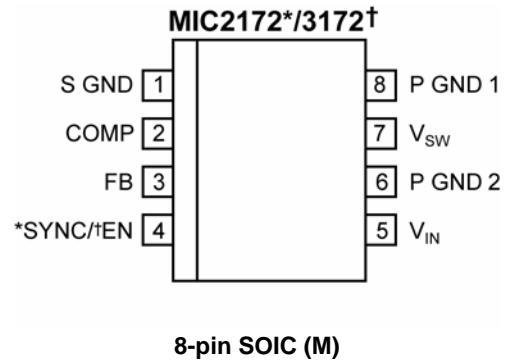 MIC2172*/3172†
S GND 1
COMP 2
FB 3
*SYNC/†EN 4
8 P GND 1
7 VSW
6 P GND 2
5 VIN
8-pin SOIC (M)